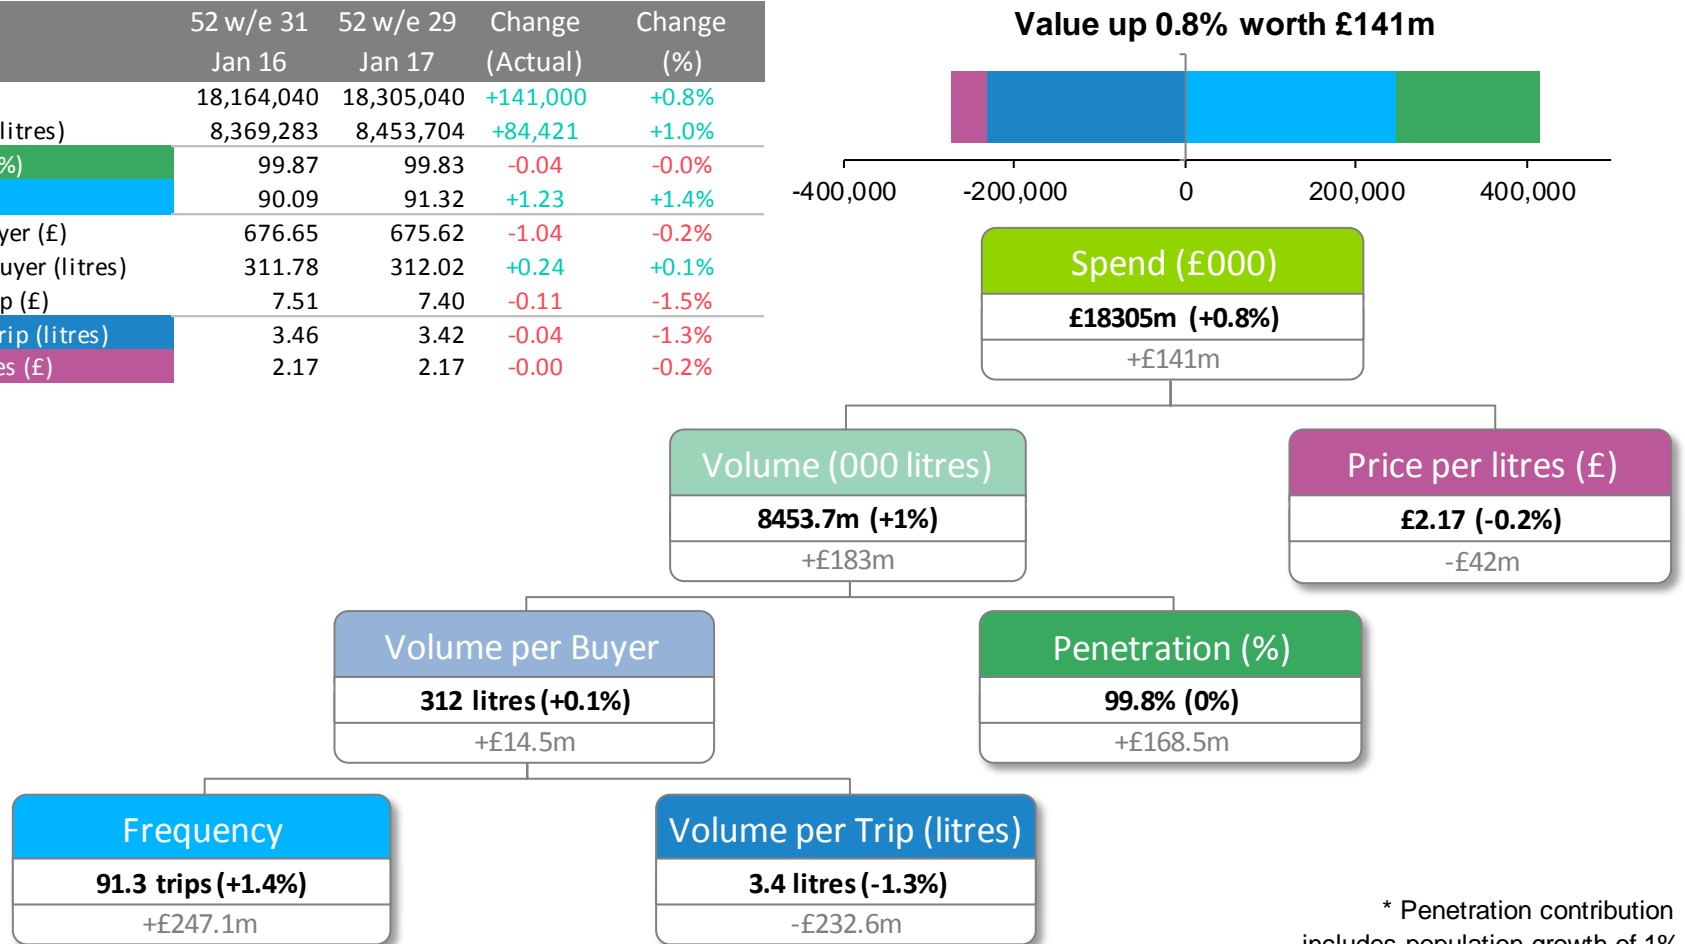 52 w/e 31 52 w/e 29 Change Change
Jan 16 Jan 17 (Actual) (%)
18,164,040 18,305,040 +141,000 +0.8%
litres) 8,369,283 8,453,704 +84,421 +1.0%
%) 99.87 99.83 -0.04 -0.0%
90.09 91.32 +1.23 +1.4%
yer (£) 676.65 675.62 -1.04 -0.2%
uyer (litres) 311.78 312.02 +0.24 +0.1%
p (£) 7.51 7.40 -0.11 -1.5%
rip (litres) 3.46 3.42 -0.04 -1.3%
es (£) 2.17 2.17 -0.00 -0.2%
Value up 0.8% worth £141m
-400,000 -200,000 0 200,000 400,000
Spend (£000)
£18305m (+0.8%)
+£141m
Volume (000 litres)
8453.7m (+1%)
+£183m
Price per litres (£)
£2.17 (-0.2%)
-£42m
Volume per Buyer
312 litres (+0.1%)
+£14.5m
Penetration (%)
99.8% (0%)
+£168.5m
Frequency
91.3 trips (+1.4%)
+£247.1m
Volume per Trip (litres)
3.4 litres (-1.3%)
-£232.6m
* Penetration contribution
includes population growth of 1%